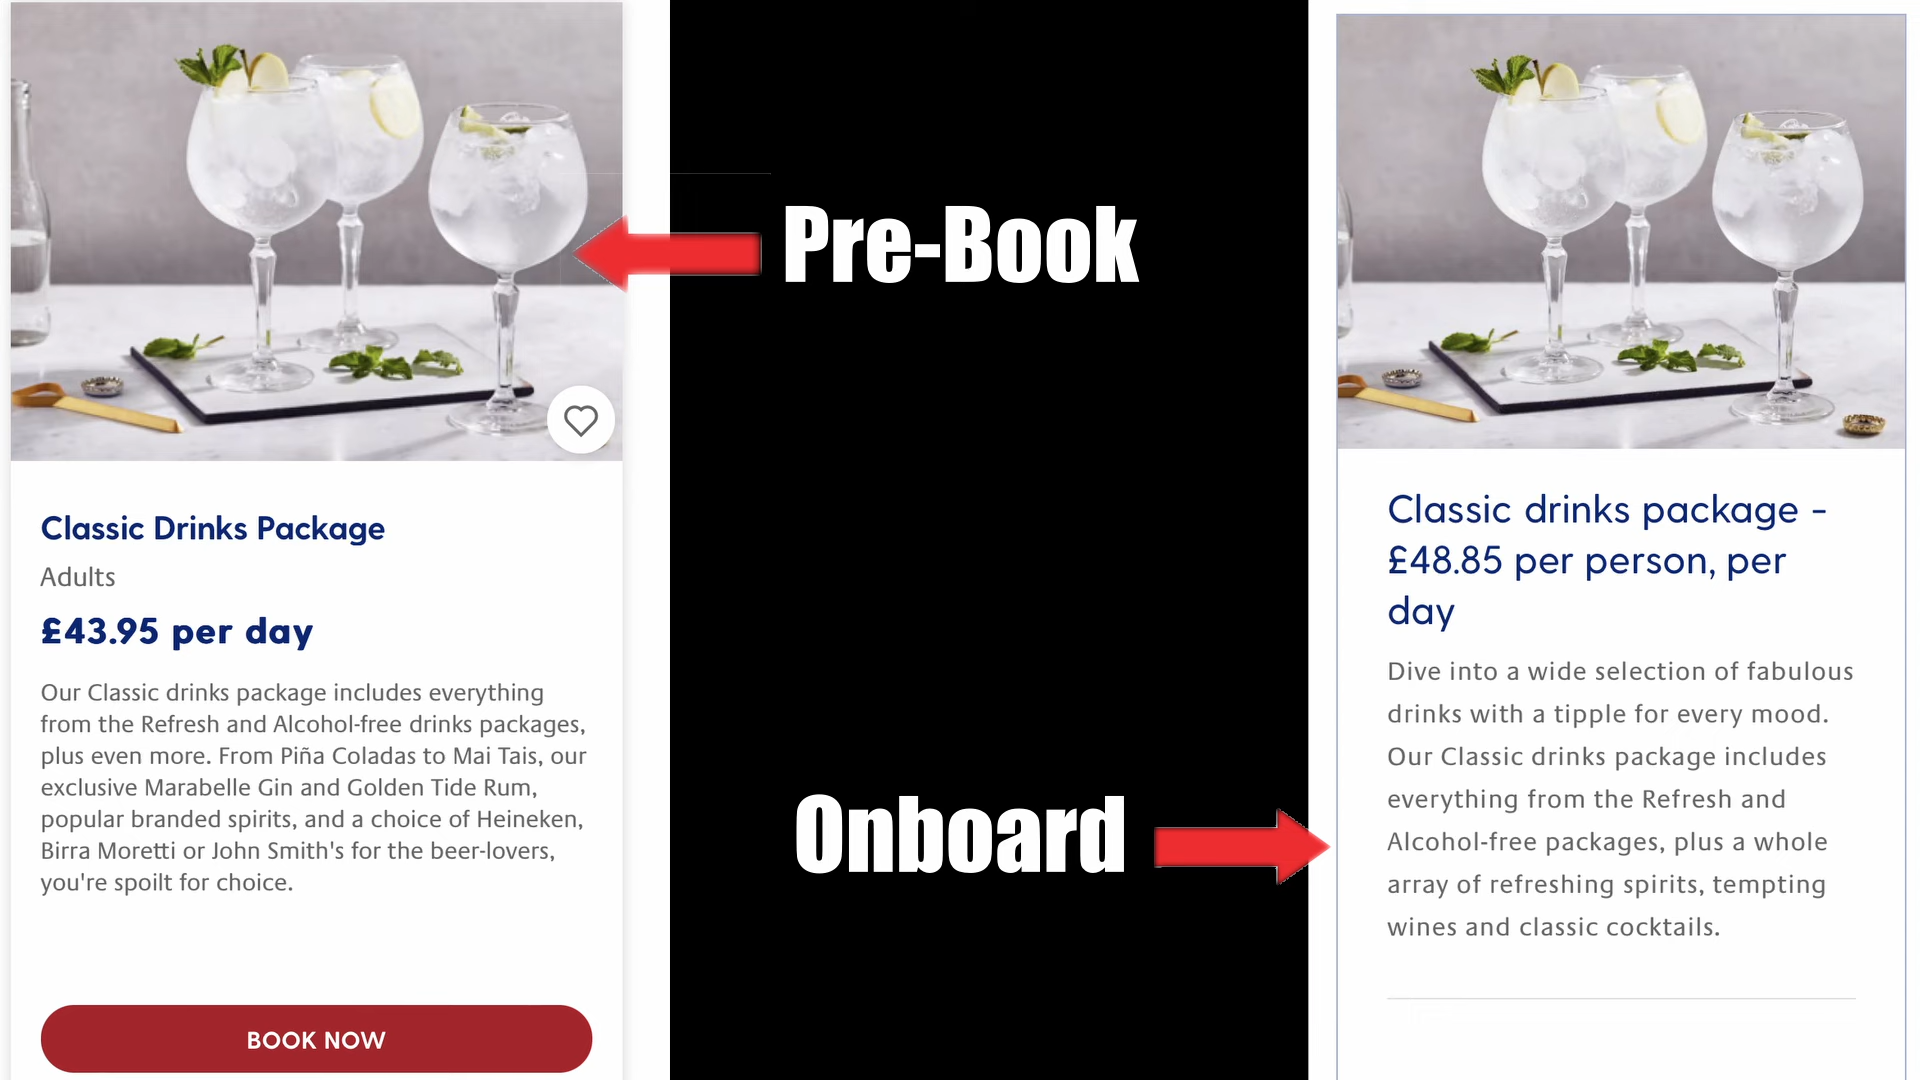 Classic Drinks Package
Adults
£43.95 per day
Our Classic drinks package includes everything
from the Refresh and Alcohol-free drinks packages,
plus even more. From Piña Coladas to Mai Tais, our
exclusive Marabelle Gin and Golden Tide Rum,
popular branded spirits, and a choice of Heineken,
Birra Moretti or John Smith's for the beer-lovers,
you're spoilt for choice.
BOOK NOW
Pre-Book
Onboard
Classic drinks package -
£48.85 per person, per
day
Dive into a wide selection of fabulous
drinks with a tipple for every mood.
Our Classic drinks package includes
everything from the Refresh and
Alcohol-free packages, plus a whole
array of refreshing spirits, tempting
wines and classic cocktails.